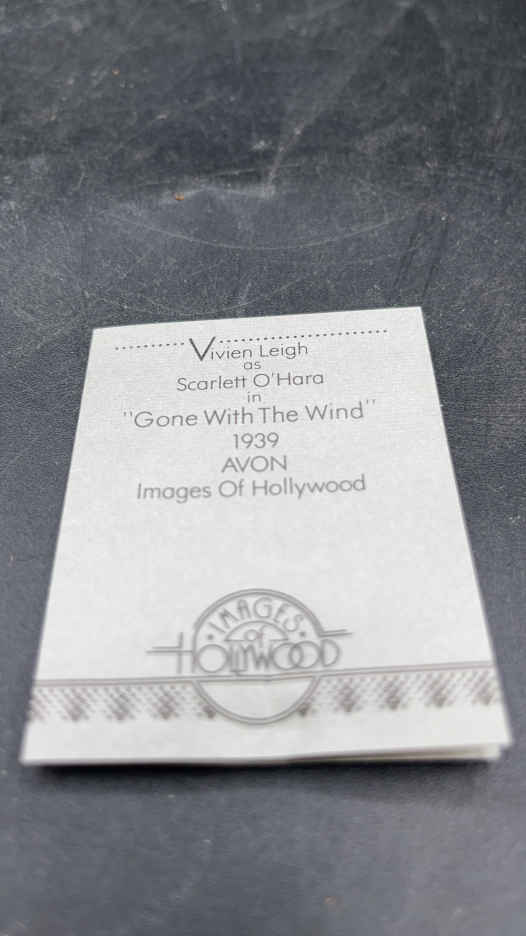 Vivien Leigh
as
Scarlett O'Hara
in
"Gone With The Wind"
1939
AVON
Images Of Hollywood
IMAGES
of
HOLLYWOOD